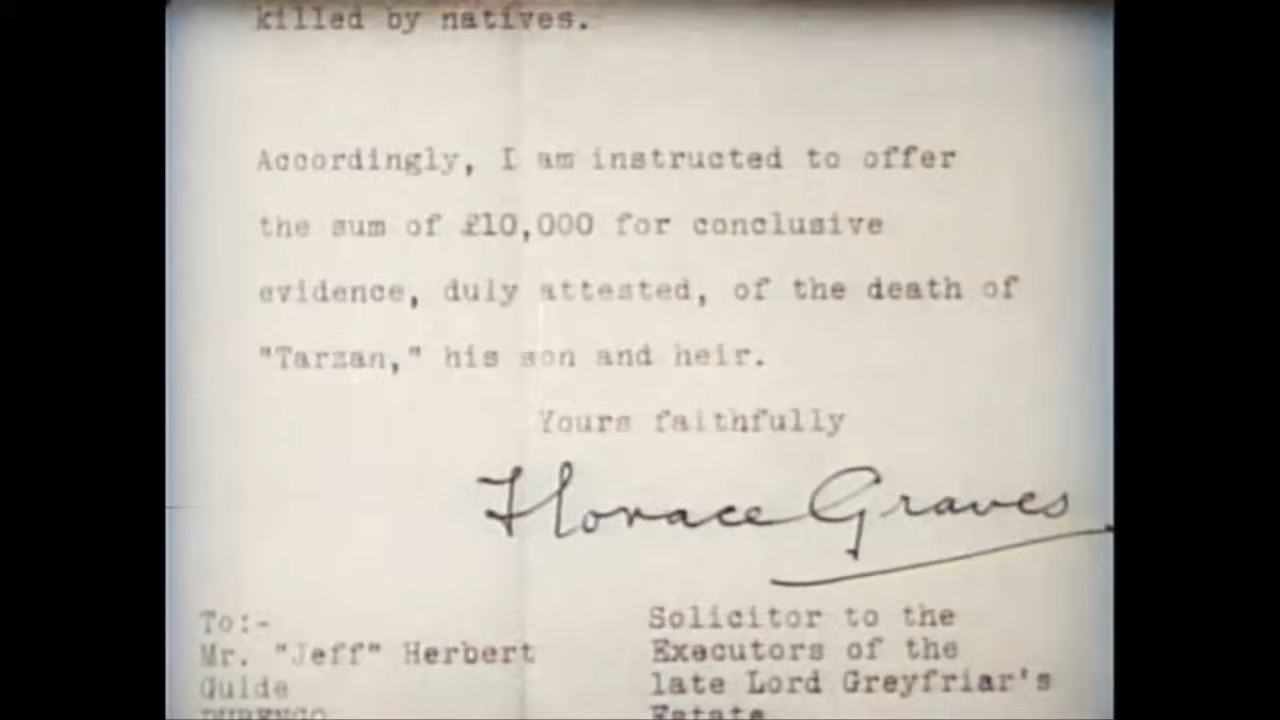 killed by natives.
Accordingly, I am instructed to offer
the sum of £10,000 for conclusive
evidence, duly attested, of the death of
"Tarzan," his son and heir.
Yours faithfully
Horace Graves
To:-
Mr. "Jeff" Herbert
Guide
Solicitor to the
Executors of the
late Lord Greyfriar's
Estate